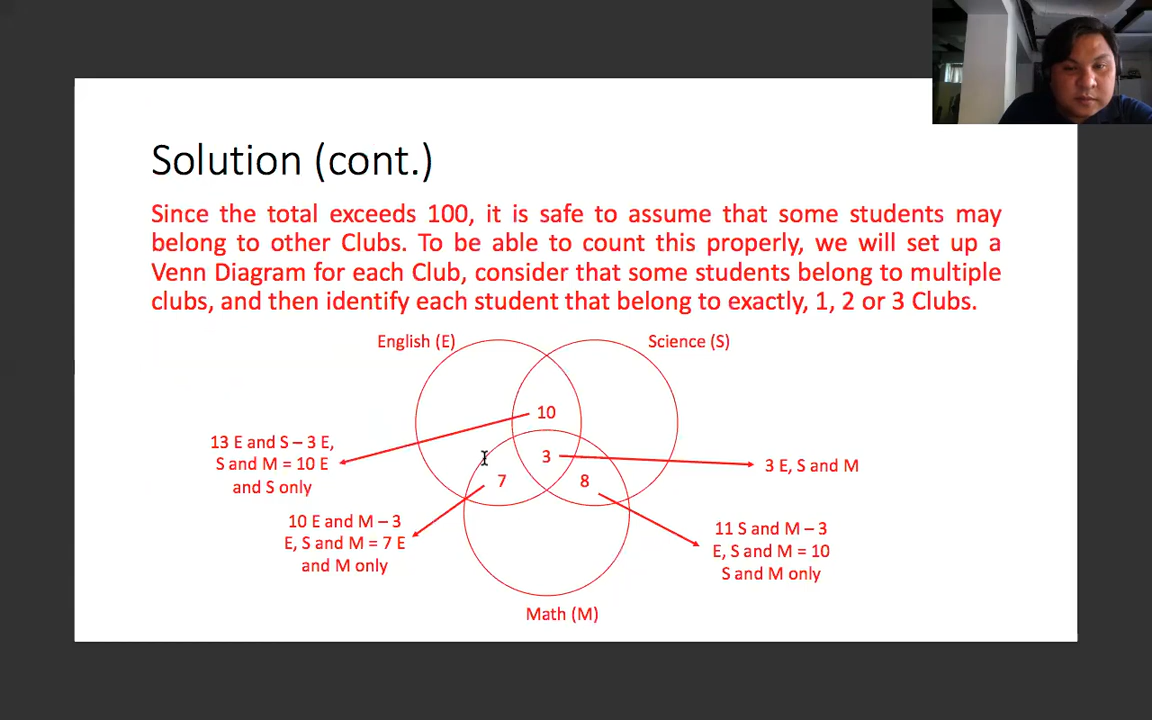 Solution (cont.)
Since the total exceeds 100, it is safe to assume that some students may
belong to other Clubs. To be able to count this properly, we will set up a
Venn Diagram for each Club, consider that some students belong to multiple
clubs, and then identify each student that belong to exactly, 1, 2 or 3 Clubs.
English (E)
Science (S)
10
13 E and S – 3 E,
S and M = 10 E
and S only
3
3 E, S and M
7
8
10 E and M – 3
E, S and M = 7 E
and M only
11 S and M – 3
E, S and M = 10
S and M only
Math (M)